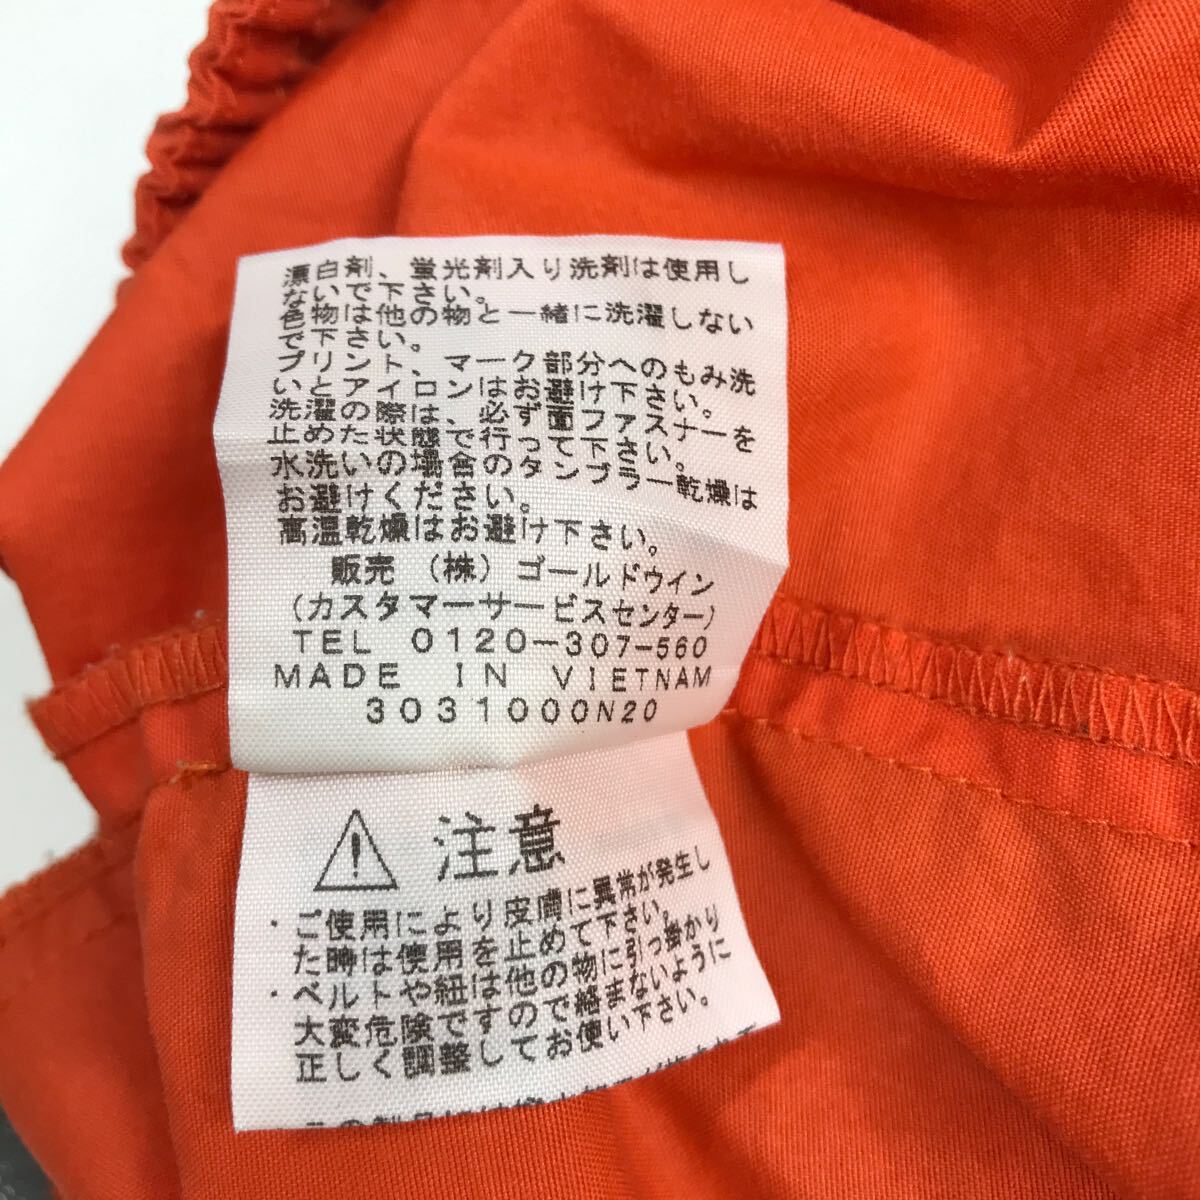 漂白剤、蛍光剤入り洗剤は使用し
ないで下さい。
色物は他の物と一緒に洗濯しない
で下さい。
プリント、マーク部分へのもみ洗
いとアイロンはお避け下さい。
洗濯の際は、必ず面ファスナーを
止めた状態で行って下さい。
水洗いの場合のタンブラー乾燥は
お避けください。
高温乾燥はお避け下さい。
販売 (株) ゴールドウイン
(カスタマーサービスセンター)
TEL 0120-307-560
MADE IN VIETNAM
3031000N20
注意
・ご使用により皮膚に異常が発生し
た時は使用を止めて下さい。
・ベルトや紐は他の物に引っ掛かり
大変危険ですので絡まないように
正しく調整してお使い下さい。